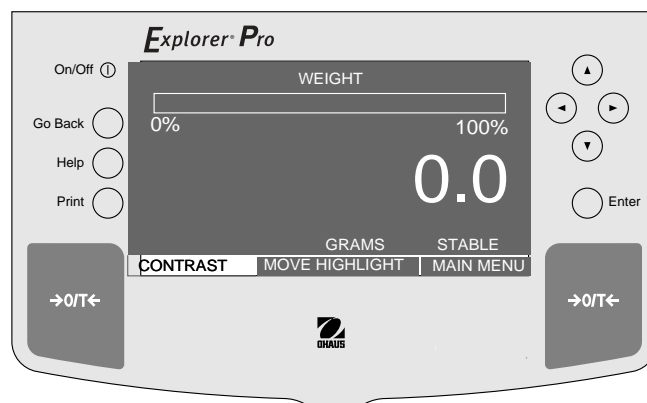 Explorer® Pro
On/Off
WEIGHT
Go Back
0% 100%
Help
0.0
Print
Enter
GRAMS STABLE
CONTRAST MOVE HIGHLIGHT MAIN MENU
→0/T← →0/T←
OHAUS